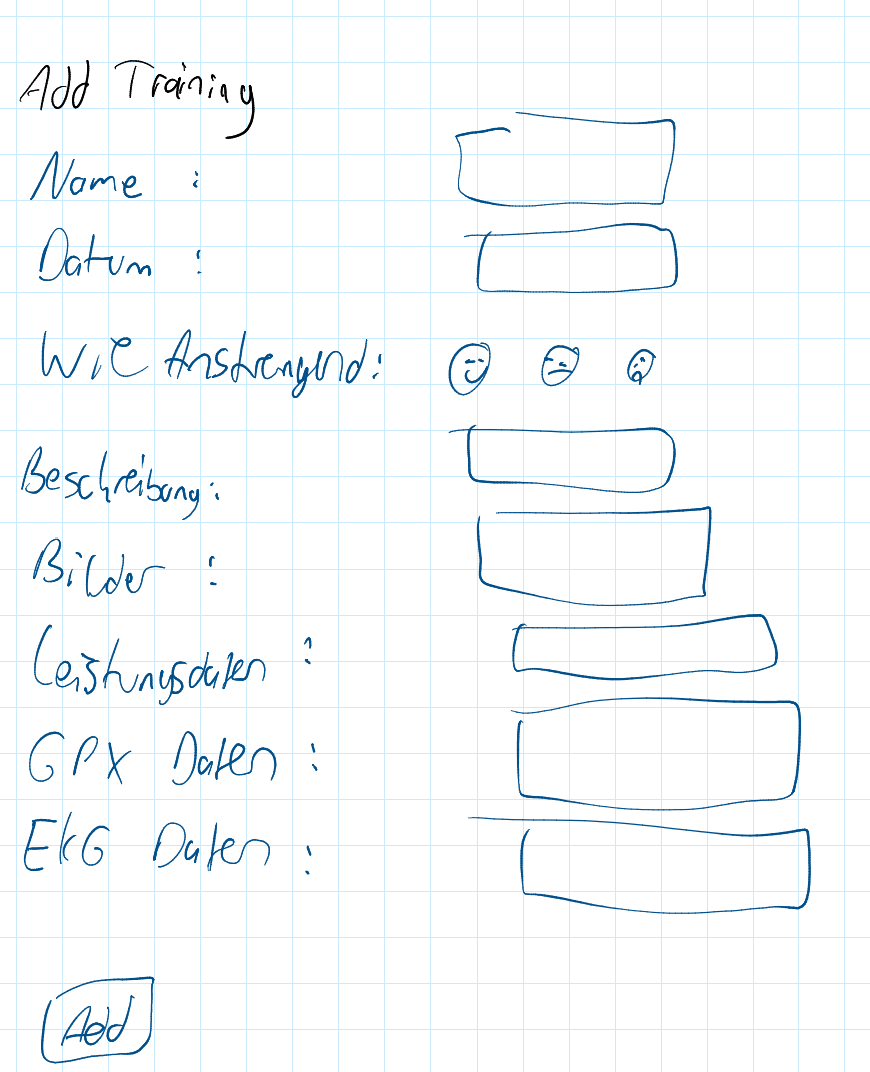 Add Training
Name :
Datum :
Wie Anstrengend:
Beschreibung:
Bilder :
Leistungsdaten :
GPX Daten :
EKG Daten :
Add